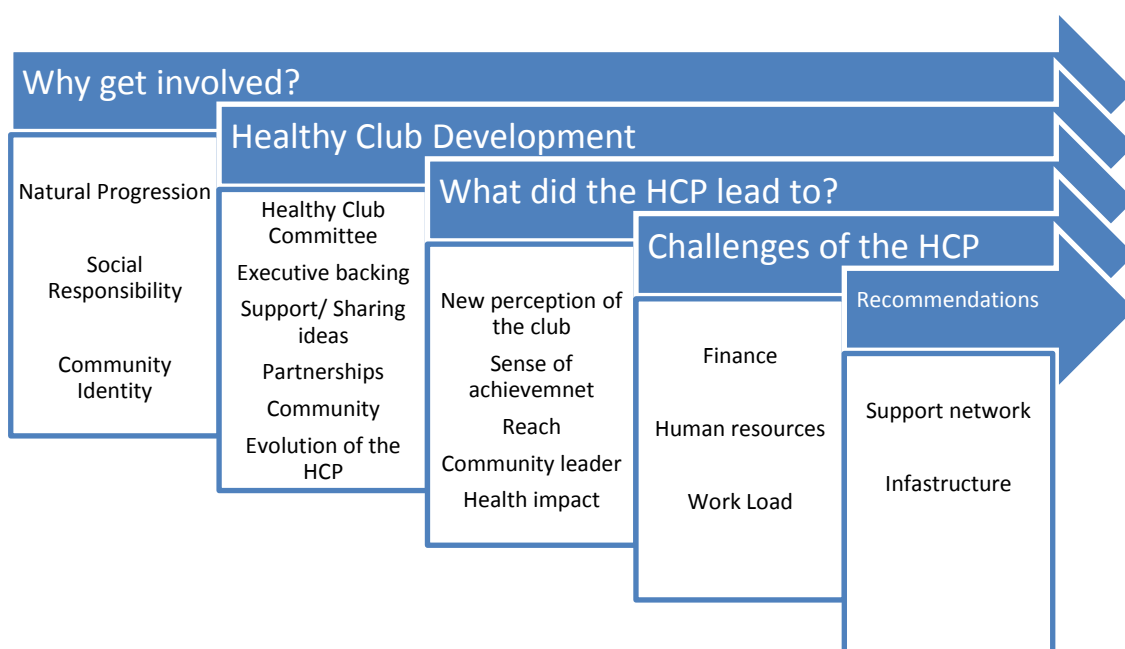 Why get involved?
Natural Progression
Social
Responsibility
Community
Identity
Healthy Club Development
Healthy Club
Committee
Executive backing
Support/ Sharing
ideas
Partnerships
Community
Evolution of the
HCP
What did the HCP lead to?
New perception of
the club
Sense of
achievemnet
Reach
Community leader
Health impact
Challenges of the HCP
Finance
Human resources
Work Load
Recommendations
Support network
Infastructure